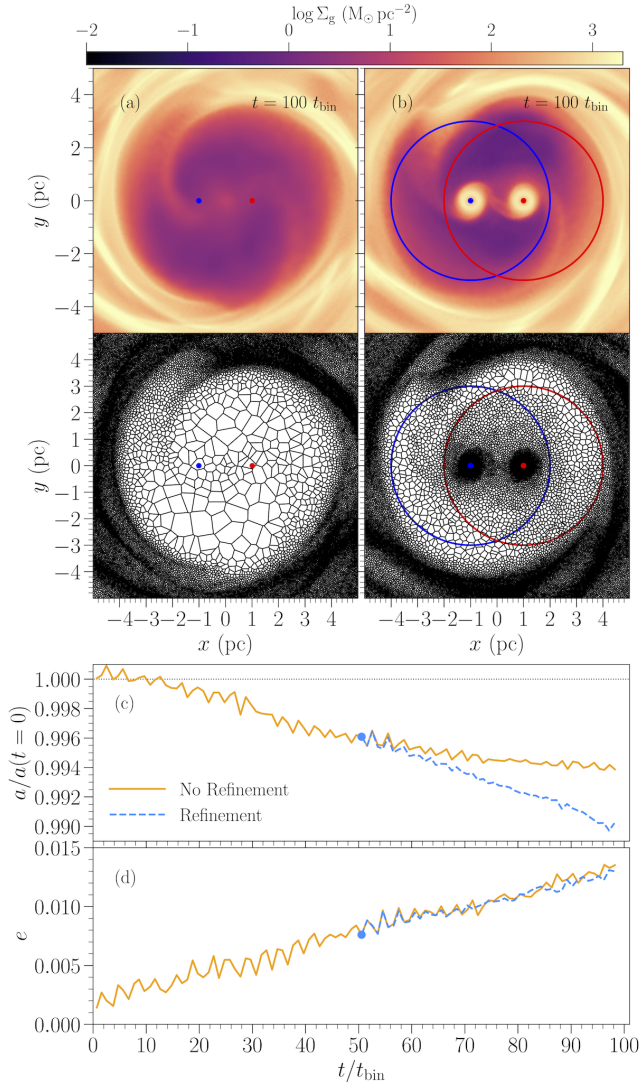 log Σg (M⊙ pc−2)
−2 −1 0 1 2 3
(a) t = 100 tbin
(b) t = 100 tbin
y (pc)
4
2
0
−2
−4
y (pc)
4
3
2
1
0
−1
−2
−3
−4
−4−3−2−1 0 1 2 3 4
−4−3−2−1 0 1 2 3 4
x (pc)
x (pc)
(c)
a/a(t = 0)
1.000
0.998
0.996
0.994
0.992
0.990
No Refinement
Refinement
(d)
e
0.015
0.010
0.005
0.000
0 10 20 30 40 50 60 70 80 90 100
t/tbin